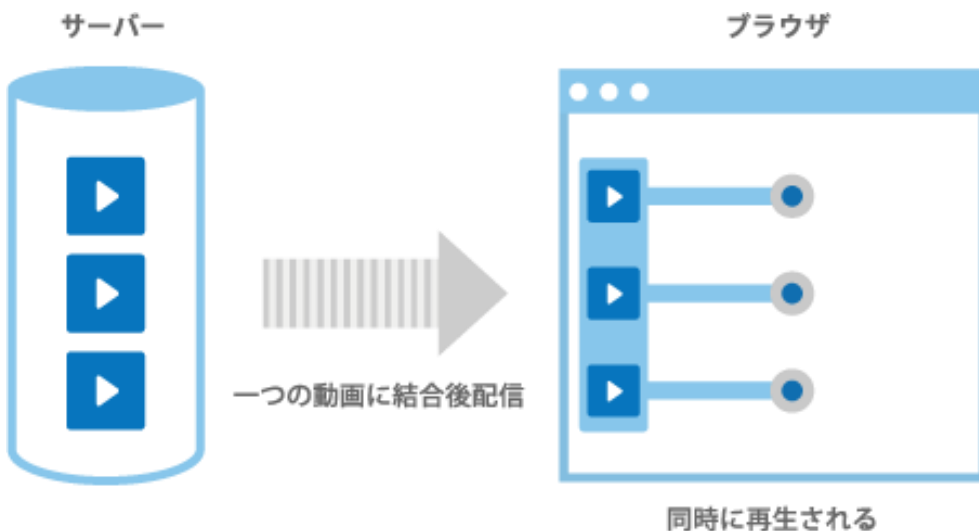 サーバー
ブラウザ
一つの動画に結合後配信
同時に再生される